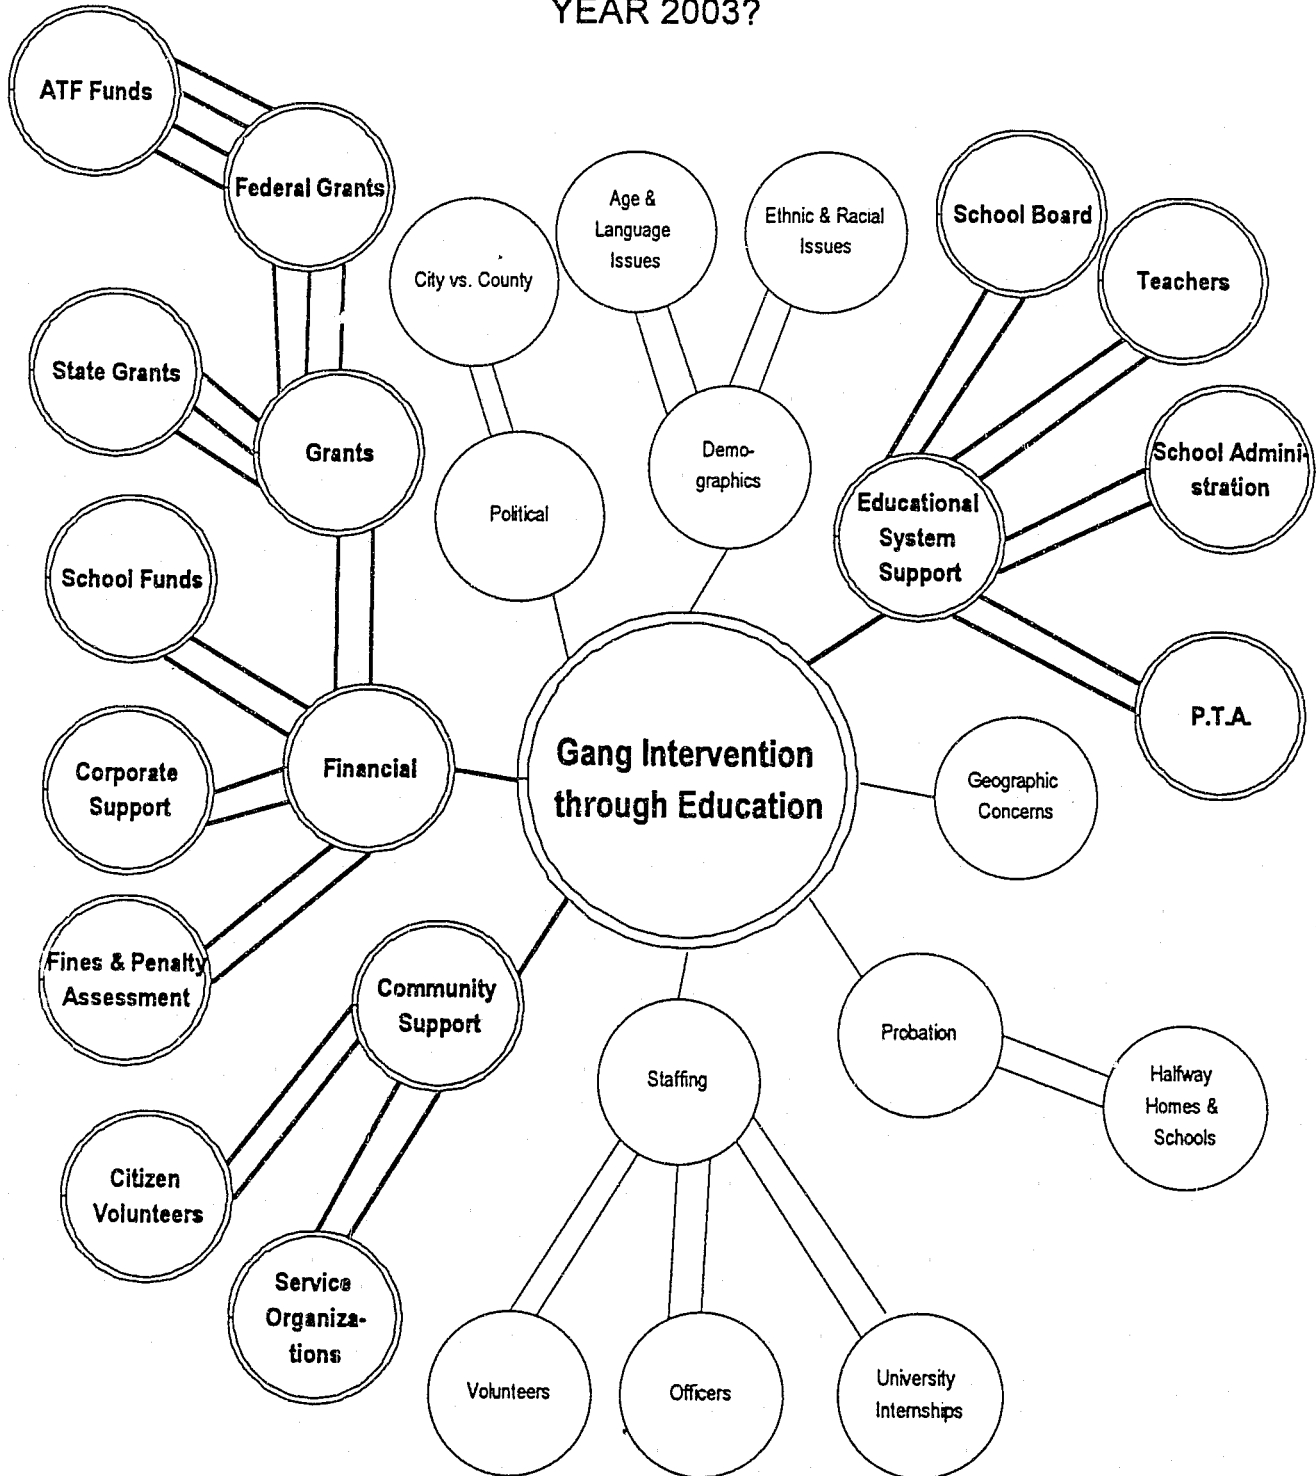 YEAR 2003?
ATF Funds
Federal Grants
State Grants
Grants
School Funds
Corporate
Support
Financial
Fines & Penalty
Assessment
City vs. County
Political
Age &
Language
Issues
Ethnic & Racial
Issues
Demo-
graphics
School Board
Teachers
School Admini-
stration
Educational
System
Support
P.T.A.
Gang Intervention
through Education
Geographic
Concerns
Community
Support
Citizen
Volunteers
Service
Organiza-
tions
Staffing
Volunteers
Officers
University
Internships
Probation
Halfway
Homes &
Schools